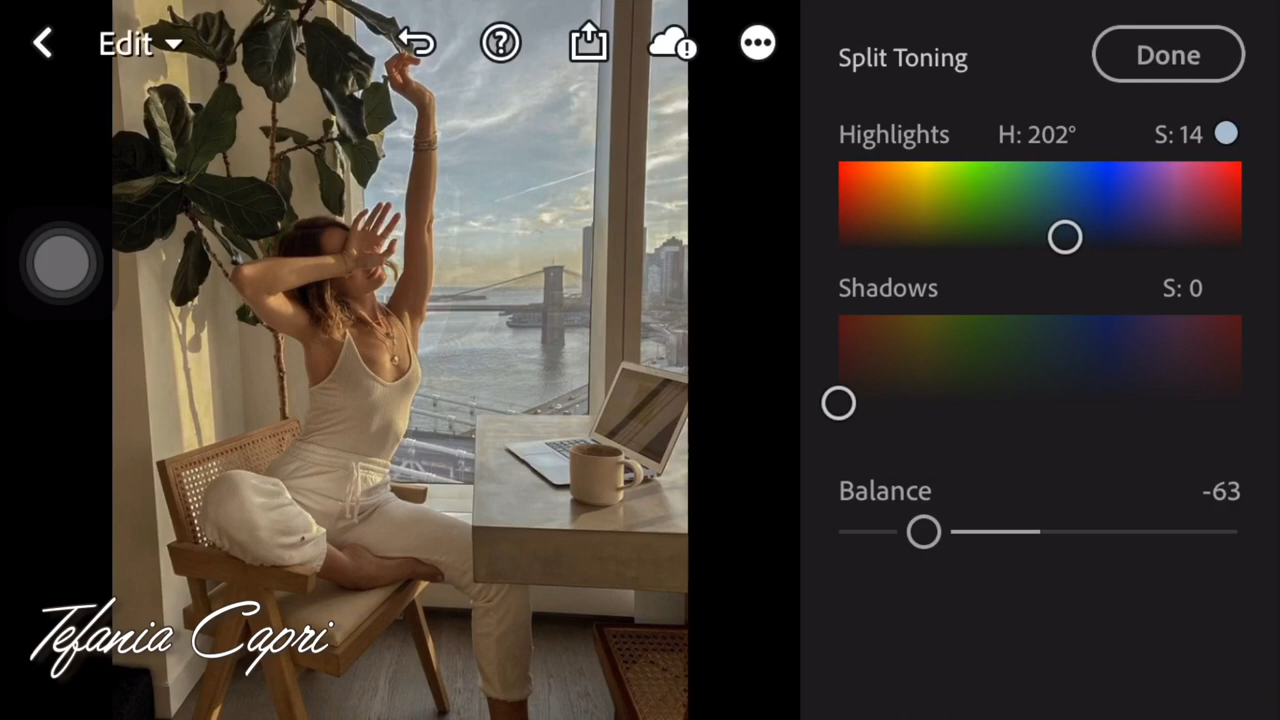 Edit
Split Toning
Done
Highlights H: 202° S: 14
Shadows S: 0
Balance -63
Tefania Capri